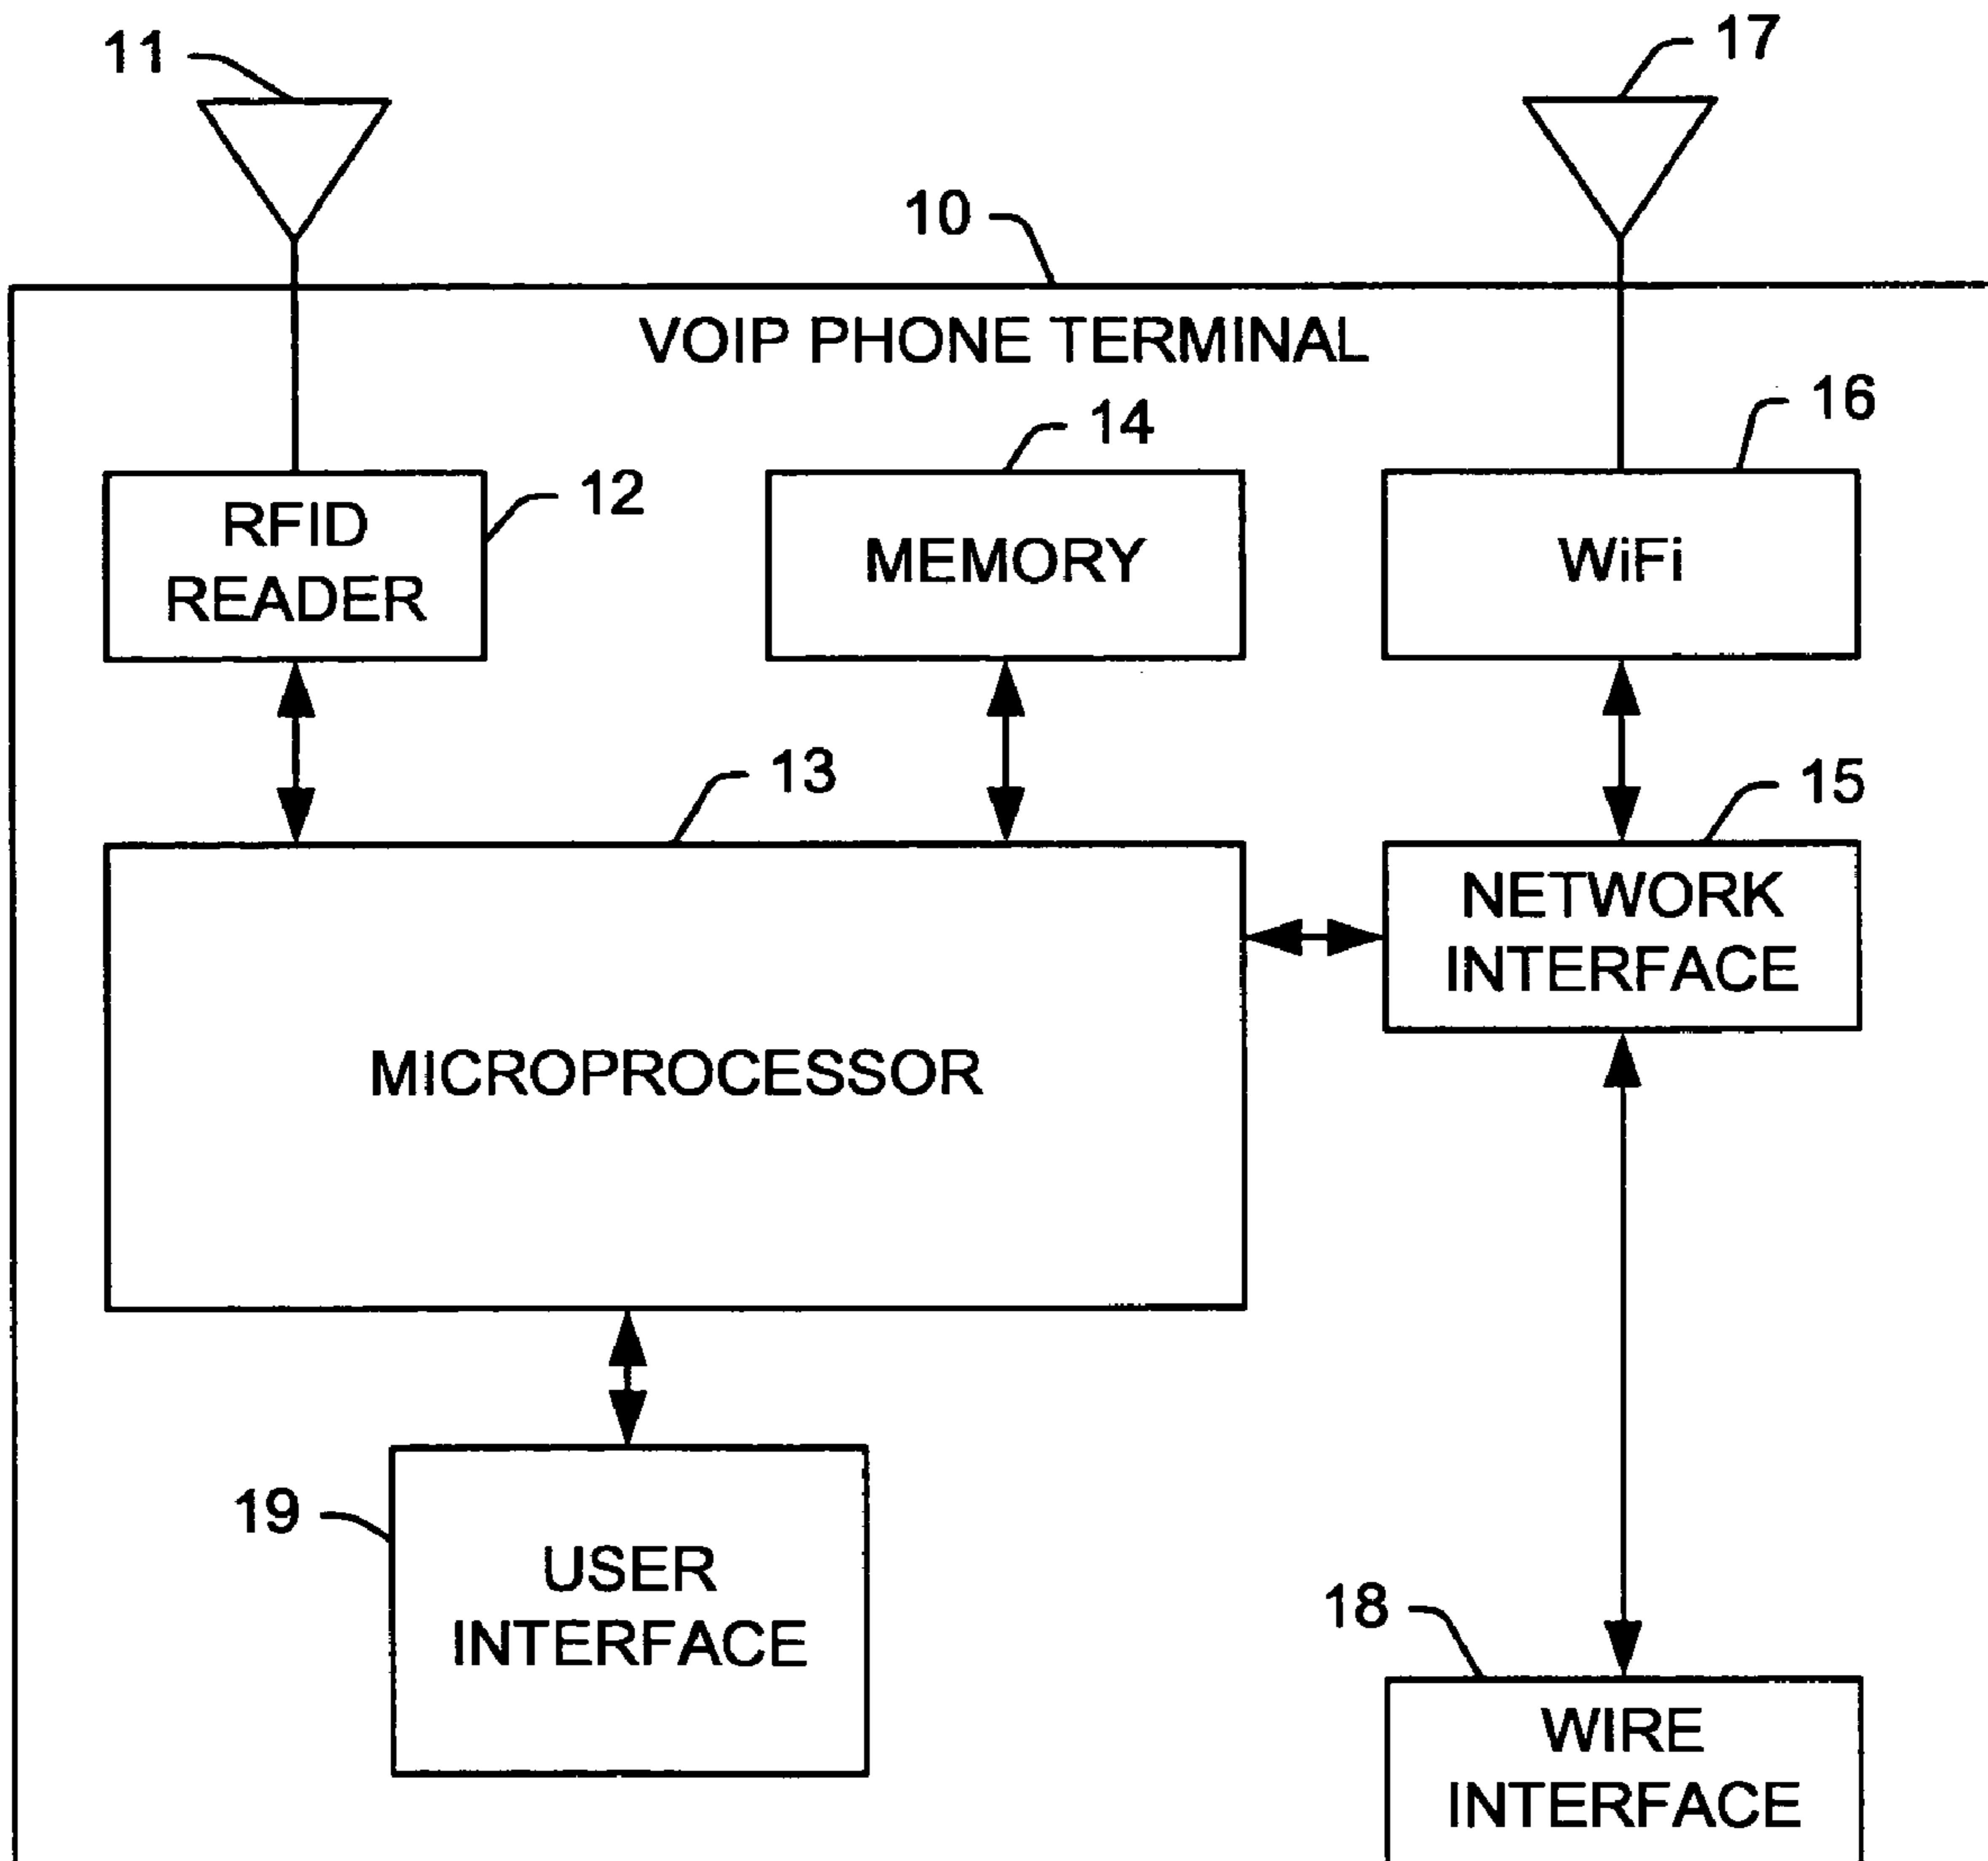 11
17
10
VOIP PHONE TERMINAL
14
16
12
RFID
READER
MEMORY
WiFi
13
15
NETWORK
INTERFACE
MICROPROCESSOR
19
USER
INTERFACE
18
WIRE
INTERFACE